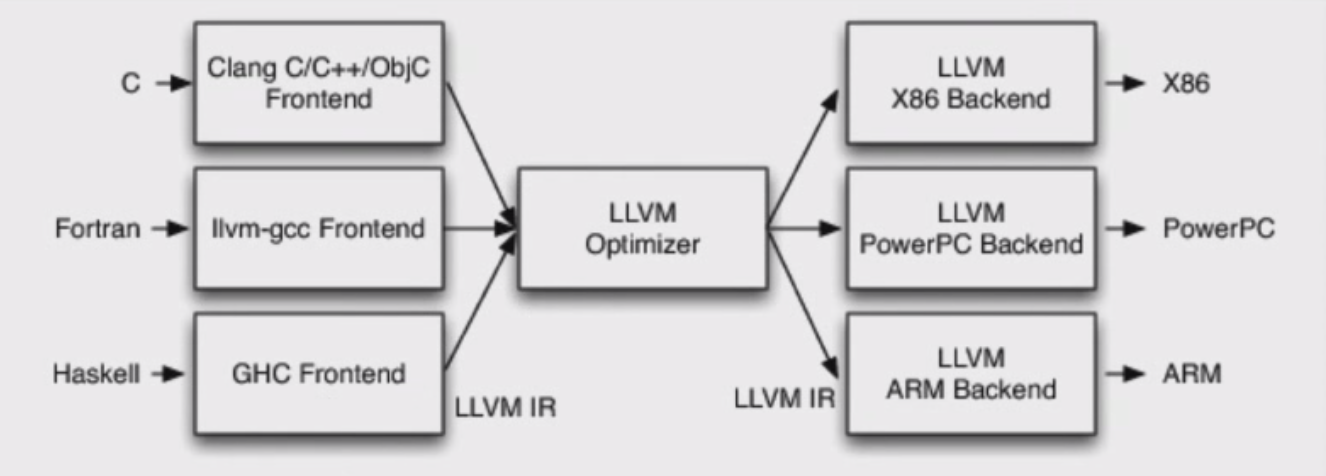 C
Clang C/C++/ObjC
Frontend
LLVM
X86 Backend
X86
Fortran
llvm-gcc Frontend
LLVM
Optimizer
LLVM
PowerPC Backend
PowerPC
Haskell
GHC Frontend
LLVM IR
LLVM IR
LLVM
ARM Backend
ARM